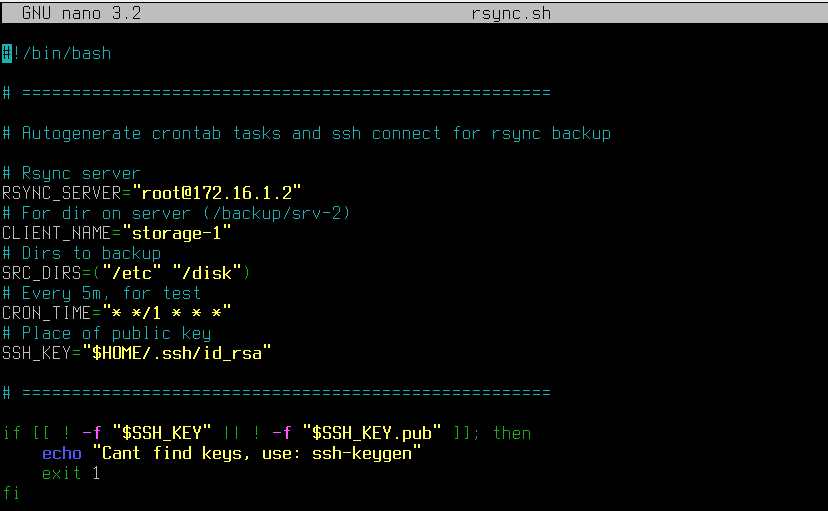 GNU nano 3.2 rsync.sh
#!/bin/bash
# =====================================================
# Autogenerate crontab tasks and ssh connect for rsync backup
# Rsync server
RSYNC_SERVER="root@172.16.1.2"
# For dir on server (/backup/srv-2)
CLIENT_NAME="storage-1"
# Dirs to backup
SRC_DIRS=("/etc" "/disk")
# Every 5m, for test
CRON_TIME="* */1 * * *"
# Place of public key
SSH_KEY="$HOME/.ssh/id_rsa"
# =====================================================
if [[ ! -f "$SSH_KEY" || ! -f "$SSH_KEY.pub" ]]; then
    echo "Cant find keys, use: ssh-keygen"
    exit 1
fi